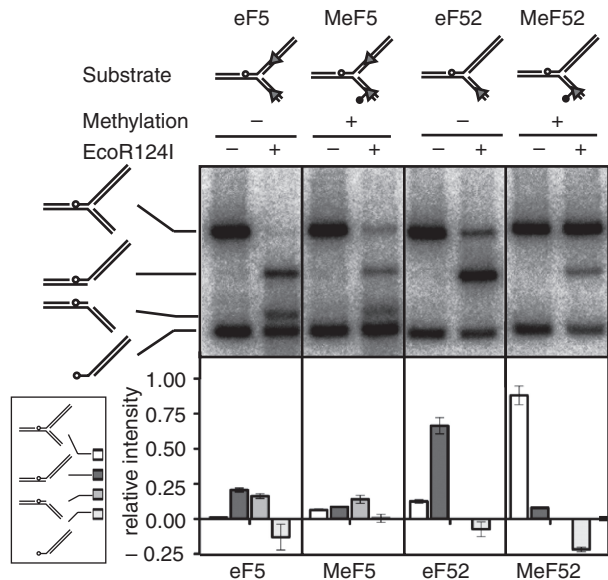 eF5 MeF5 eF52 MeF52
Substrate
Methylation − + − +
EcoR124I − + − + − + − +
relative intensity
1.00
0.75
0.50
0.25
0.00
− 0.25
eF5 MeF5 eF52 MeF52